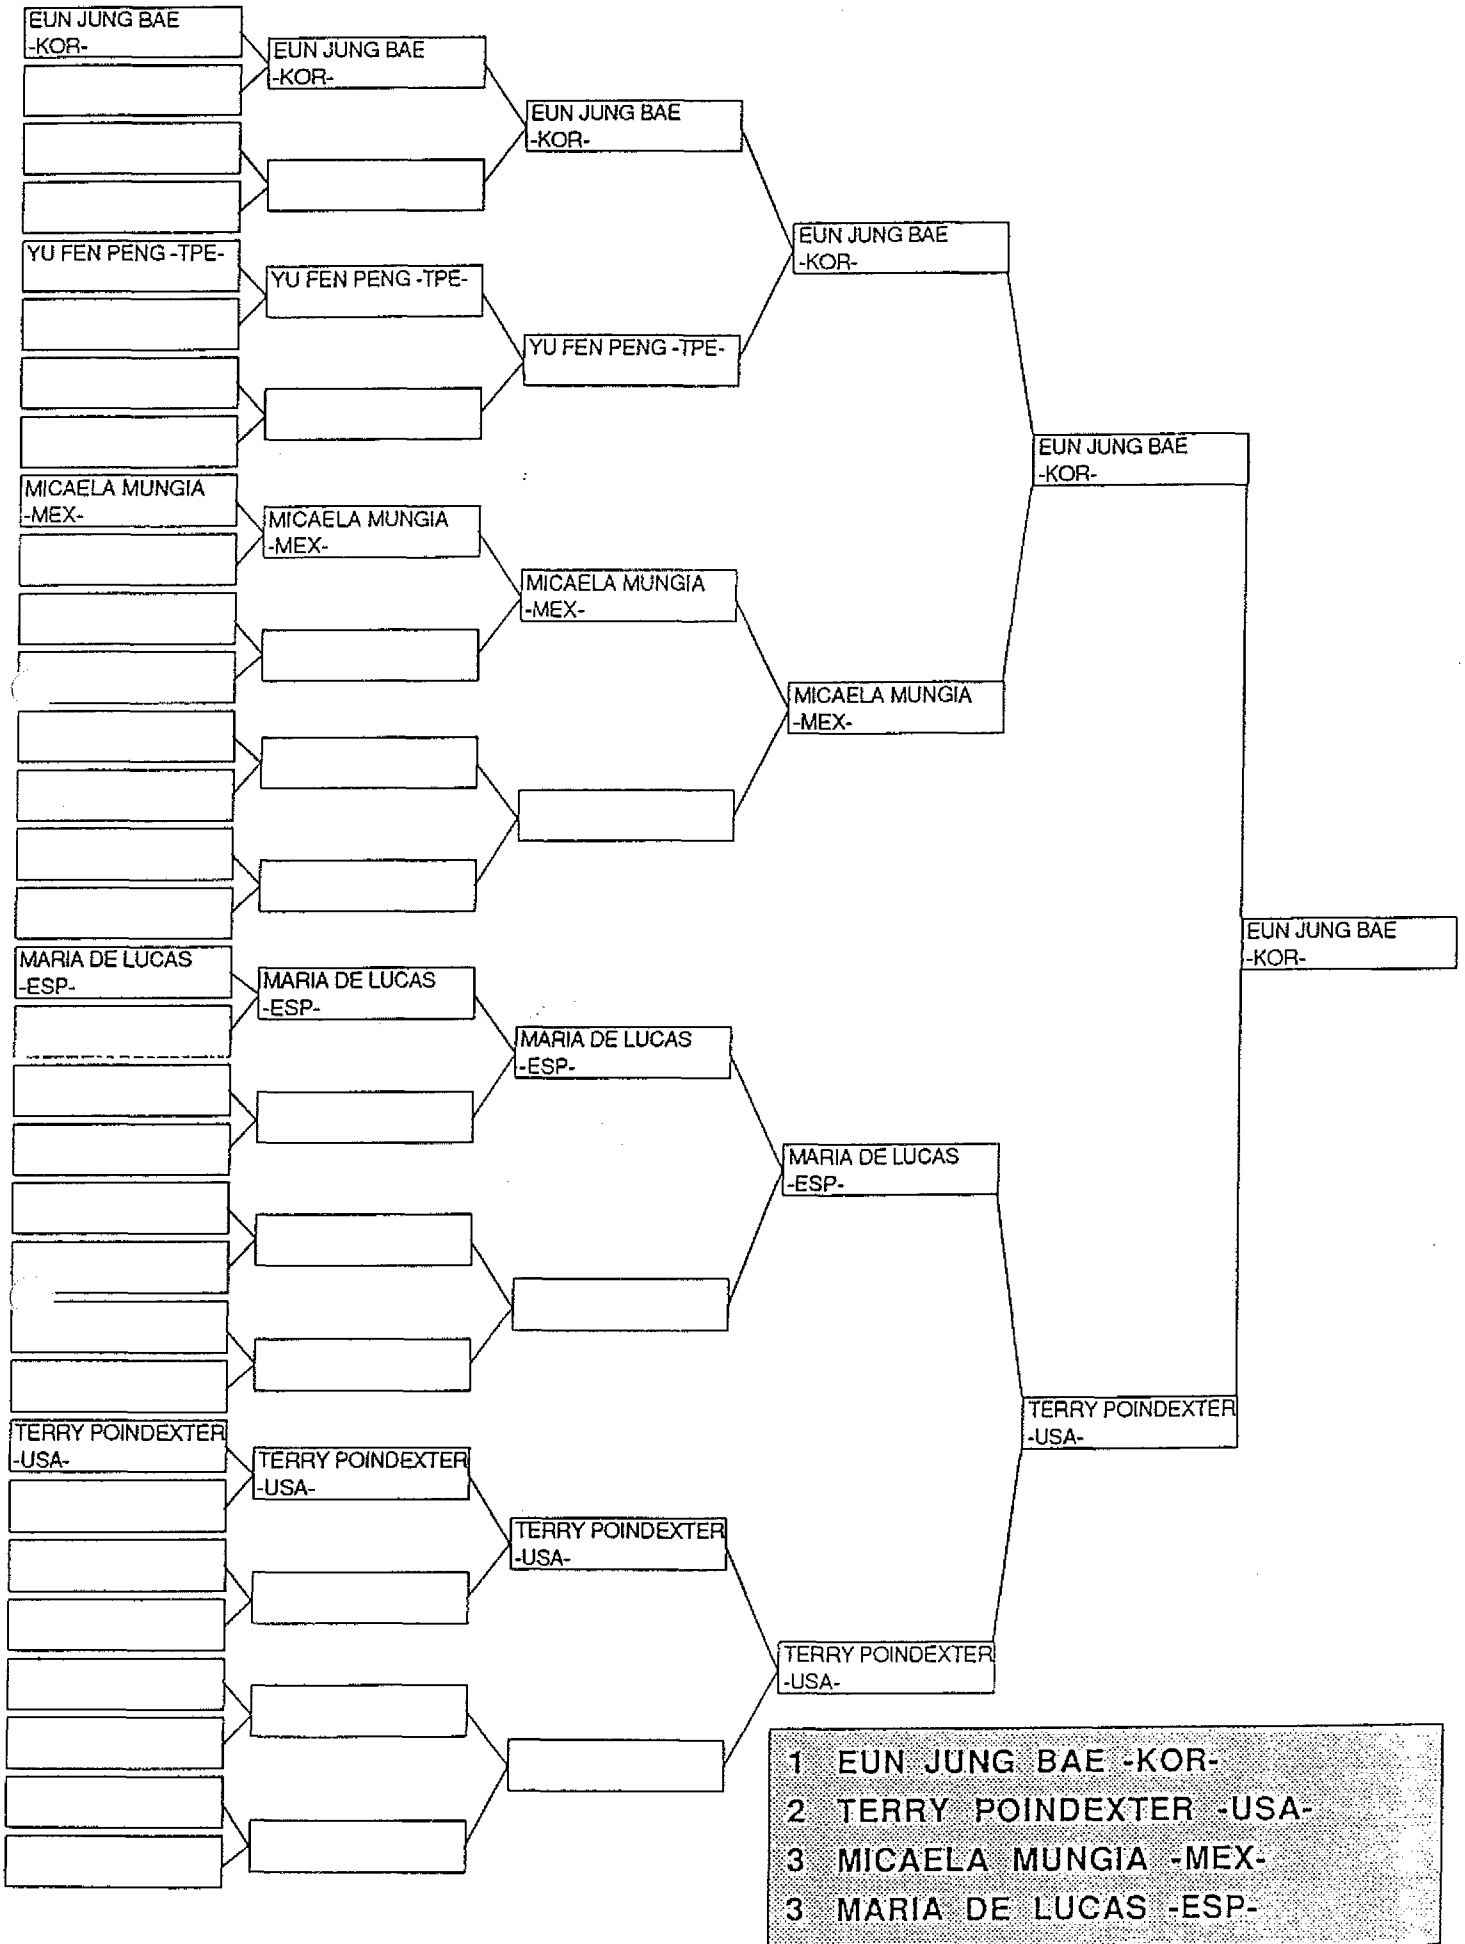 EUN JUNG BAE
-KOR-
YU FEN PENG -TPE-
MICAELA MUNGIA
-MEX-
MARIA DE LUCAS
-ESP-
TERRY POINDEXTER
-USA-
EUN JUNG BAE
-KOR-
YU FEN PENG -TPE-
MICAELA MUNGIA
-MEX-
MARIA DE LUCAS
-ESP-
TERRY POINDEXTER
-USA-
EUN JUNG BAE
-KOR-
YU FEN PENG -TPE-
MICAELA MUNGIA
-MEX-
MARIA DE LUCAS
-ESP-
TERRY POINDEXTER
-USA-
EUN JUNG BAE
-KOR-
MICAELA MUNGIA
-MEX-
MARIA DE LUCAS
-ESP-
TERRY POINDEXTER
-USA-
EUN JUNG BAE
-KOR-
TERRY POINDEXTER
-USA-
EUN JUNG BAE
-KOR-
1 EUN JUNG BAE -KOR-
2 TERRY POINDEXTER -USA-
3 MICAELA MUNGIA -MEX-
3 MARIA DE LUCAS -ESP-